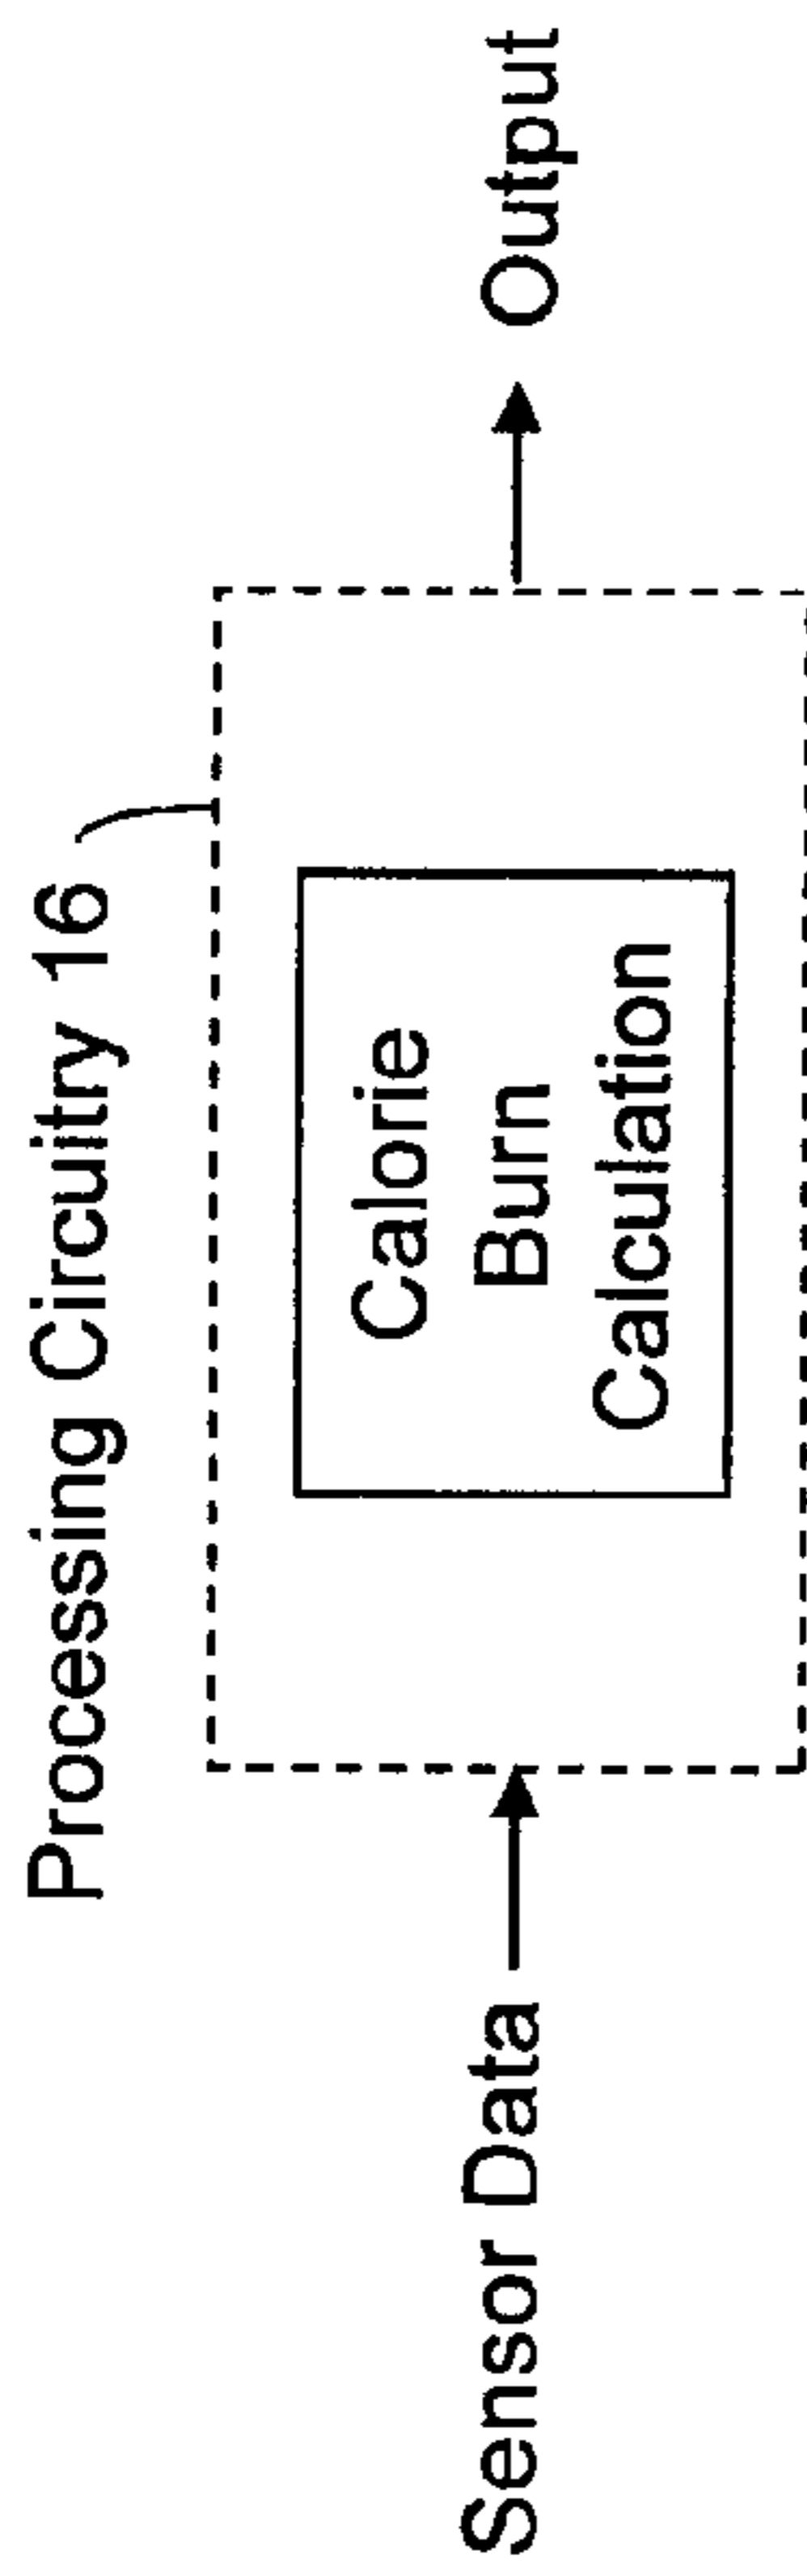 Processing Circuitry 16
Sensor Data
Calorie
Burn
Calculation
Output